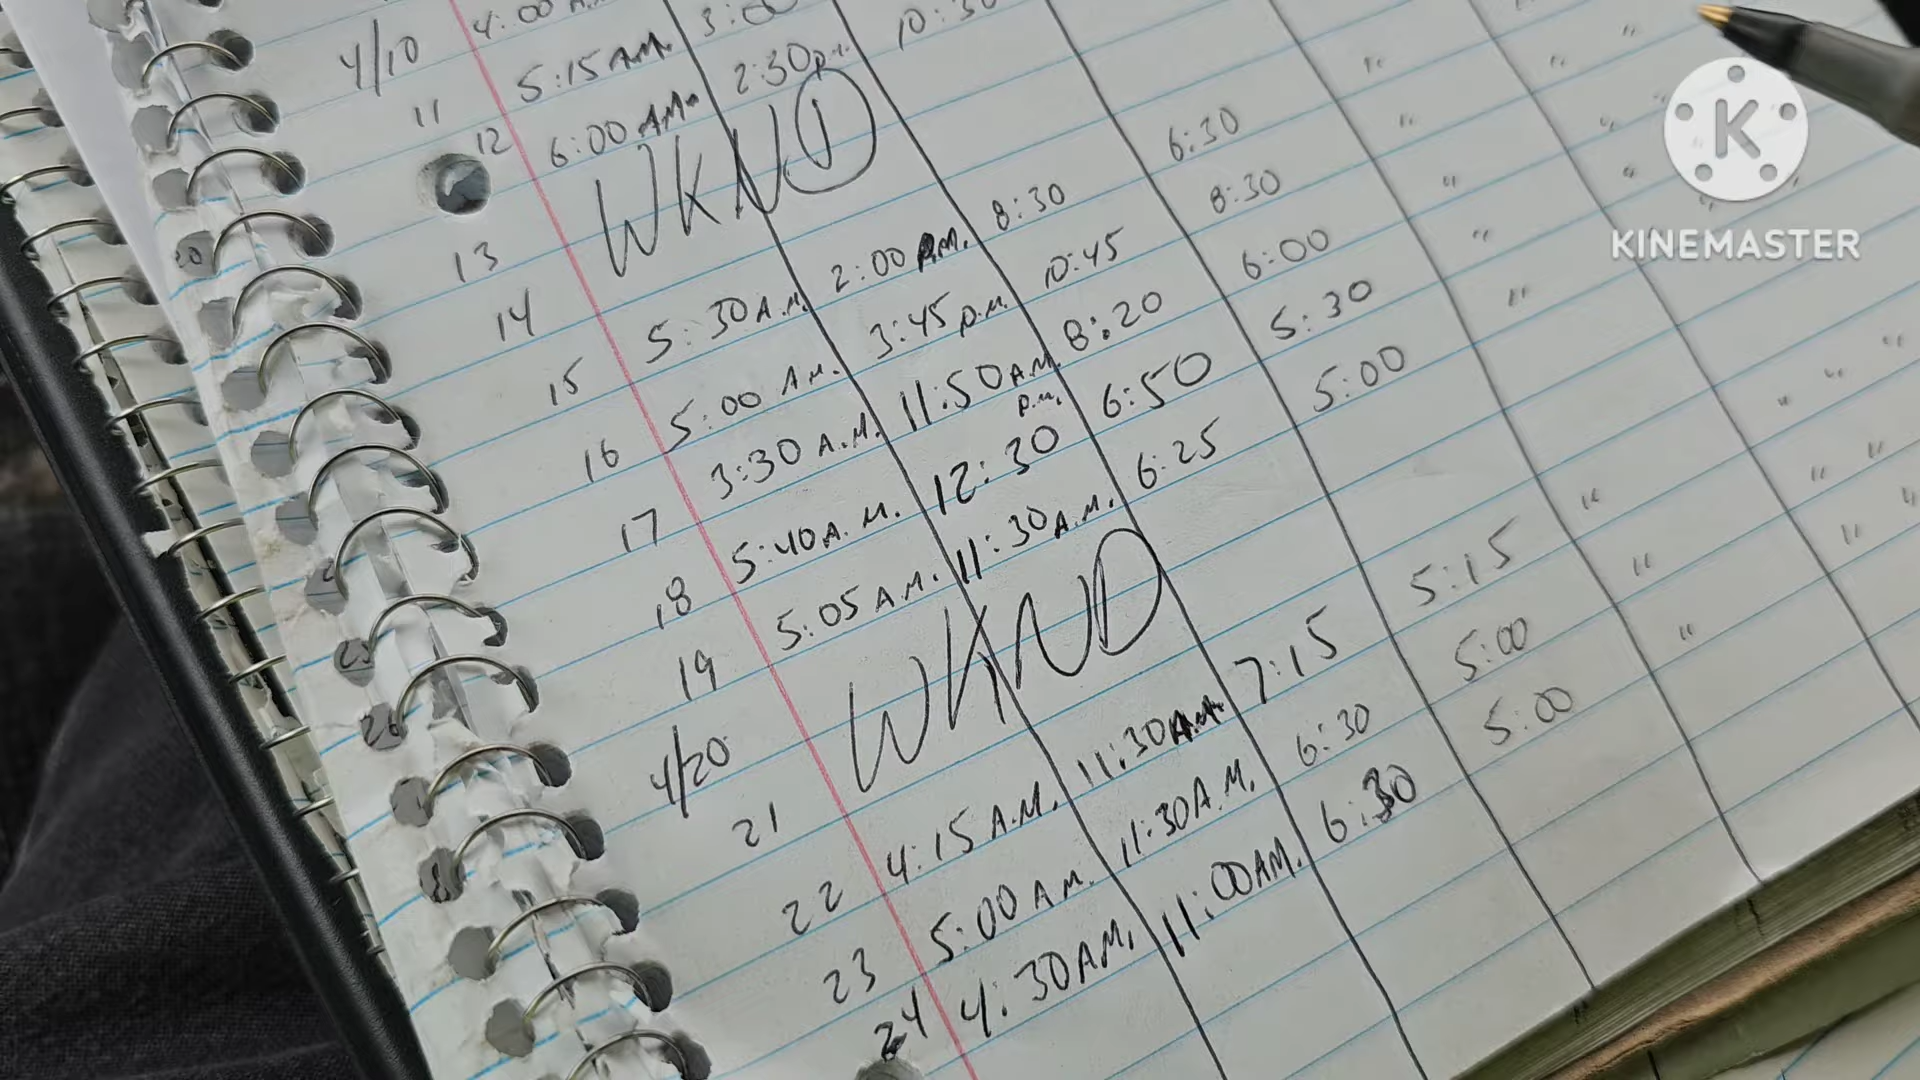 4/10 4:00 A.M.
11 5:15 A.M. 3:00
12 6:00 AM. 2:30 p.m. 10:30
13 WKND
14
15 5:30 A.M. 2:00 P.M. 8:30 6:30 "
16 5:00 A.M. 3:45 p.m. 10:45 8:30 " "
17 3:30 A.M. 11:50 A.M. 8:20 6:00 " "
18 5:40 A.M. 12:30 p.m. 6:50 5:30 " "
19 5:05 A.M. 11:30 A.M. 6:25 5:00 " "
4/20 WKND
21
22 4:15 A.M. 11:30 A.M. 7:15 5:15 " " "
23 5:00 A.M. 11:30 A.M. 6:30 5:00 " " "
24 4:30 AM. 11:00 AM. 6:30 5:00 " " "
K
KINEMASTER